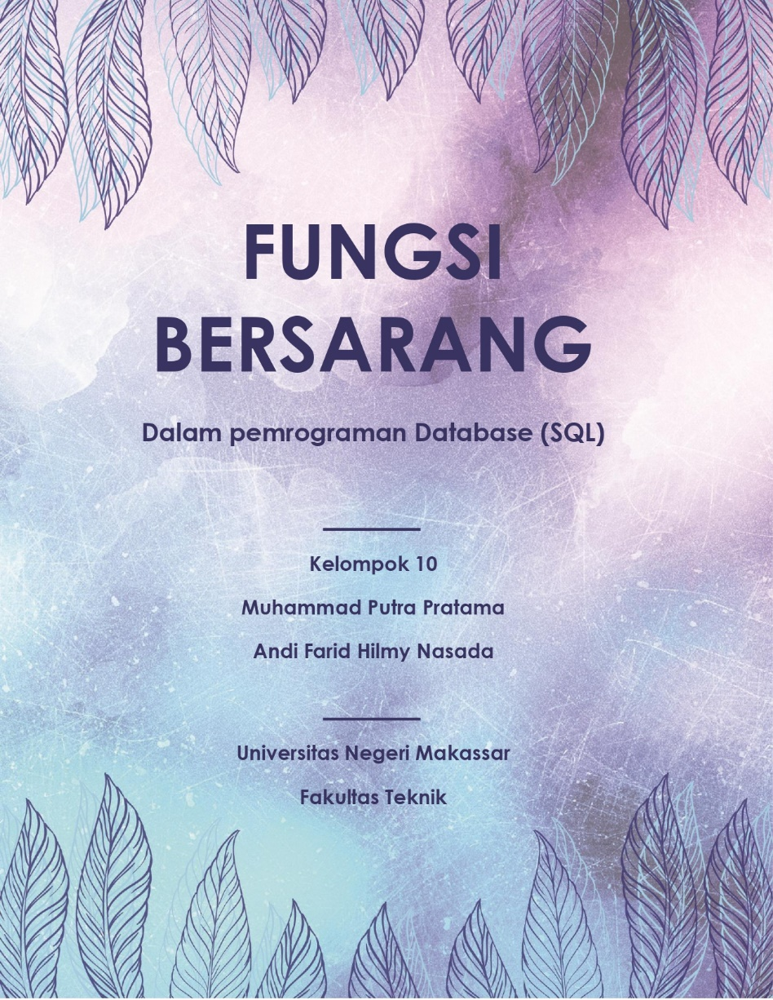 FUNGSI
BERSARANG
Dalam pemrograman Database (SQL)
Kelompok 10
Muhammad Putra Pratama
Andi Farid Hilmy Nasada
Universitas Negeri Makassar
Fakultas Teknik